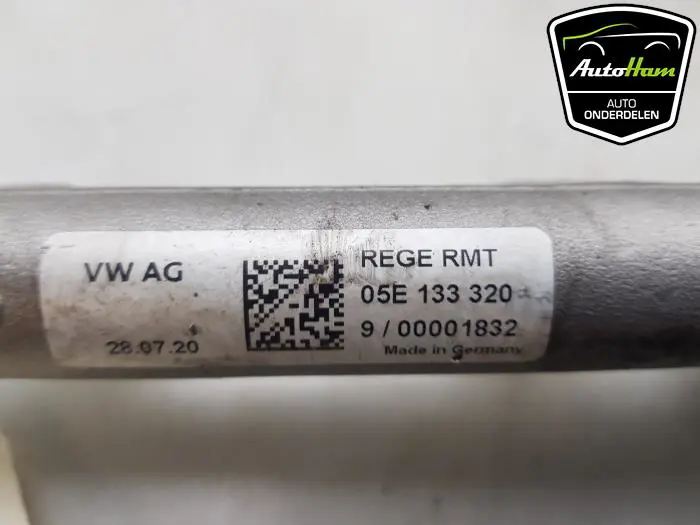 AutoHam
AUTO
ONDERDELEN
VW AG
28.07.20
REGE RMT
05E 133 320
9 / 00001832
Made in Germany